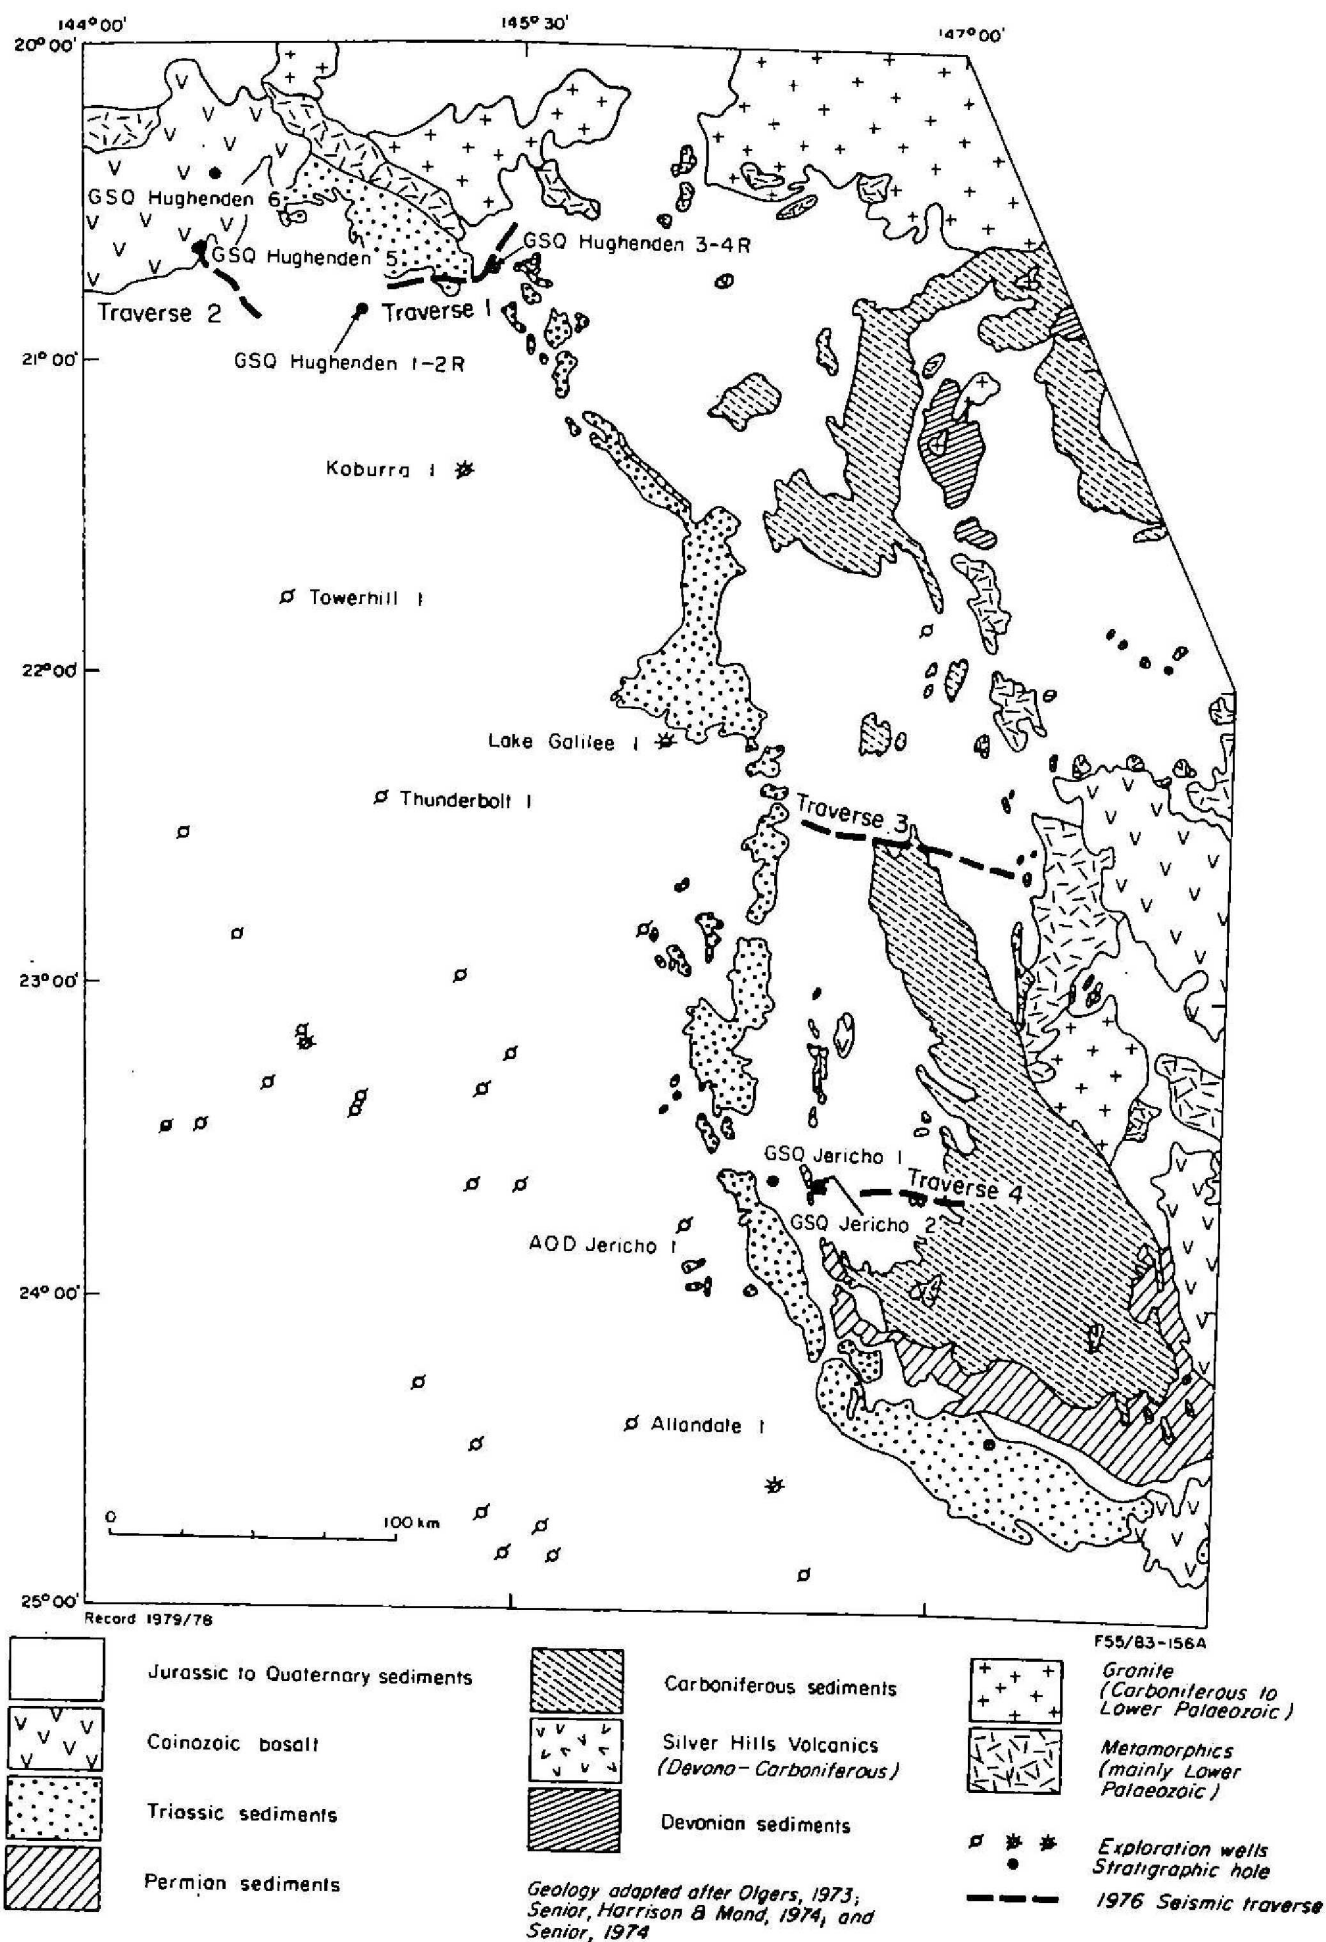 144°00'
145°30'
147°00'
20°00'
GSQ Hughenden 6
GSQ Hughenden 3-4R
GSQ Hughenden 5
Traverse 2
Traverse 1
21°00'
GSQ Hughenden 1-2R
Koburra 1
Towerhill 1
22°00'
Lake Galilee 1
Thunderbolt 1
Traverse 3
23°00'
GSQ Jericho 1
Traverse 4
GSQ Jericho 2
AOD Jericho 1
24°00'
Allandale 1
0 100 km
25°00'
Record 1979/78
F55/B3-156A
Jurassic to Quaternary sediments
Cainozoic basalt
Triassic sediments
Permian sediments
Carboniferous sediments
Silver Hills Volcanics
(Devono-Carboniferous)
Devonian sediments
Geology adapted after Olgers, 1973;
Senior, Harrison & Mond, 1974; and
Senior, 1974
Granite
(Carboniferous to
Lower Palaeozoic)
Metamorphics
(mainly Lower
Palaeozoic)
Exploration wells
Stratigraphic hole
1976 Seismic traverse